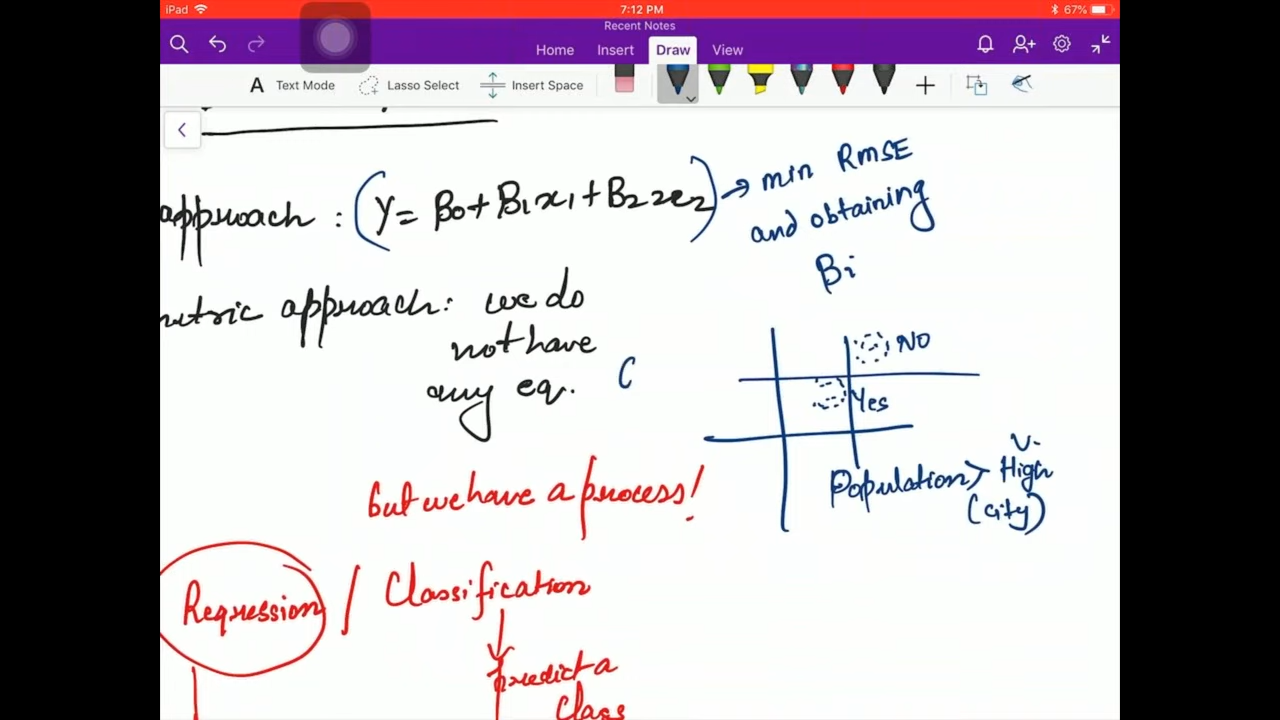 iPad
7:12 PM
67%
Recent Notes
Home Insert Draw View
A Text Mode Lasso Select Insert Space
approach : (Y= β0+ B1x1+B2x2) → min RMSE
and obtaining
Bi
metric approach: we do
not have
any eq. C
NO
Yes
Population > V. High
(city)
but we have a process!
Regression / Classification
predict a
class